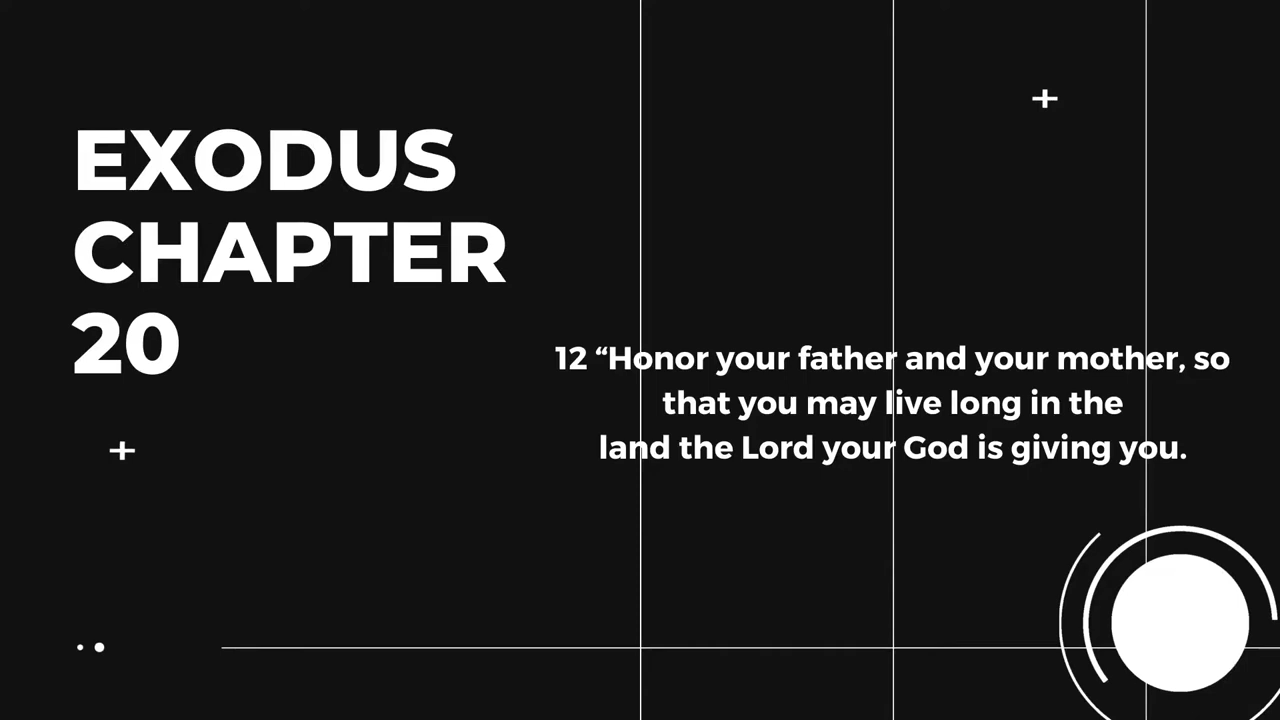 EXODUS
CHAPTER
20
12 “Honor your father and your mother, so
that you may live long in the
land the Lord your God is giving you.